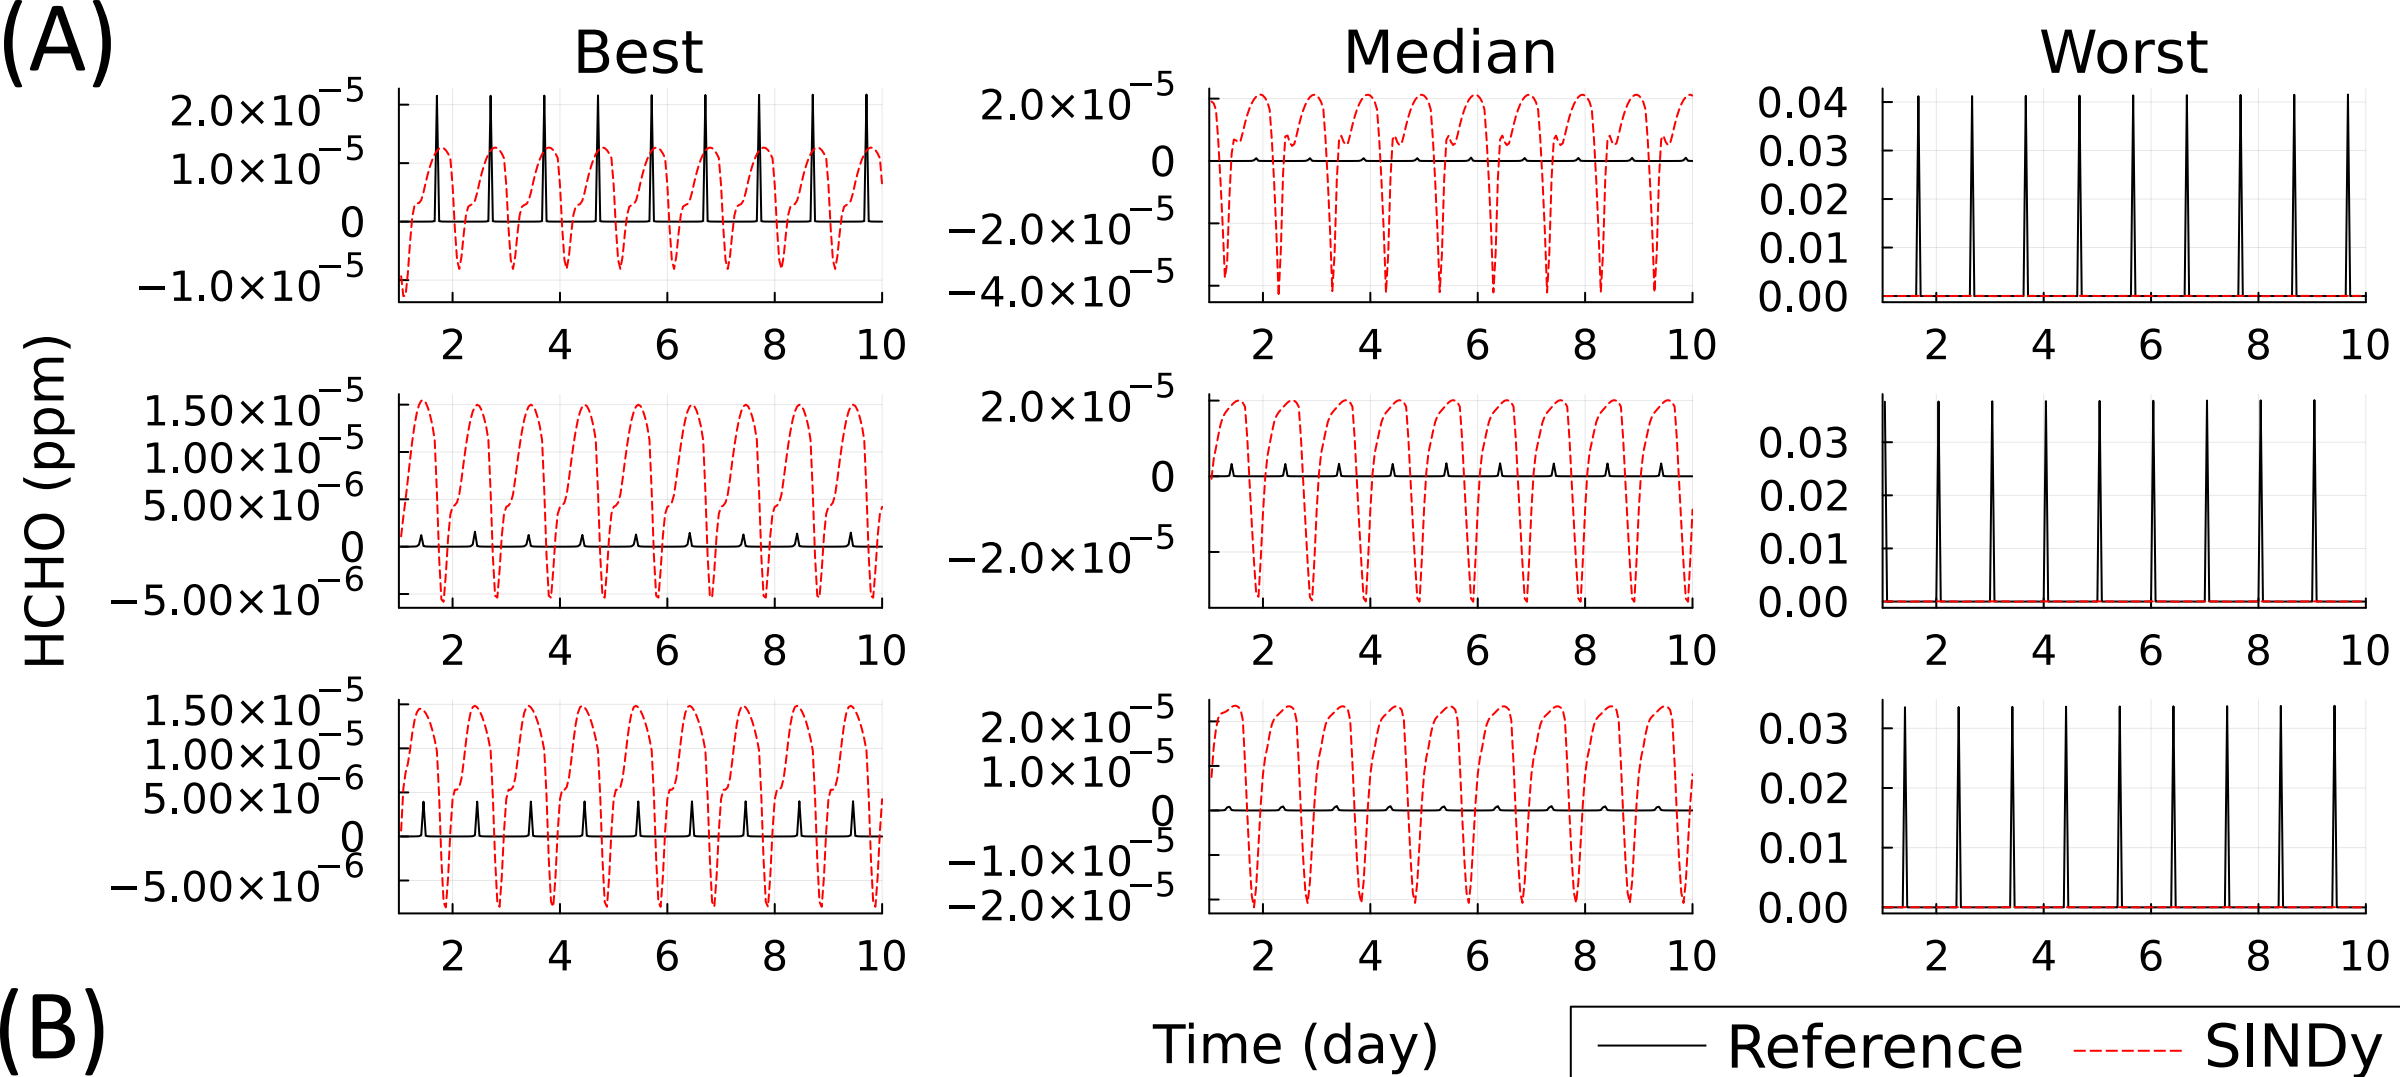 (A)
Best Median Worst
2.0×10⁻⁵ 2.0×10⁻⁵ 0.04
1.0×10⁻⁵ 0 0.03
0 −2.0×10⁻⁵ 0.02
−1.0×10⁻⁵ −4.0×10⁻⁵ 0.01
0.00
2 4 6 8 10 2 4 6 8 10 2 4 6 8 10
HCHO (ppm)
1.50×10⁻⁵ 2.0×10⁻⁵ 0.03
1.00×10⁻⁵ 0 0.02
5.00×10⁻⁶ −2.0×10⁻⁵ 0.01
0 0.00
−5.00×10⁻⁶
2 4 6 8 10 2 4 6 8 10 2 4 6 8 10
1.50×10⁻⁵ 2.0×10⁻⁵ 0.03
1.00×10⁻⁵ 1.0×10⁻⁵ 0.02
5.00×10⁻⁶ 0 0.01
0 −1.0×10⁻⁵ 0.00
−5.00×10⁻⁶ −2.0×10⁻⁵
2 4 6 8 10 2 4 6 8 10 2 4 6 8 10
(B)
Time (day)
Reference SINDy